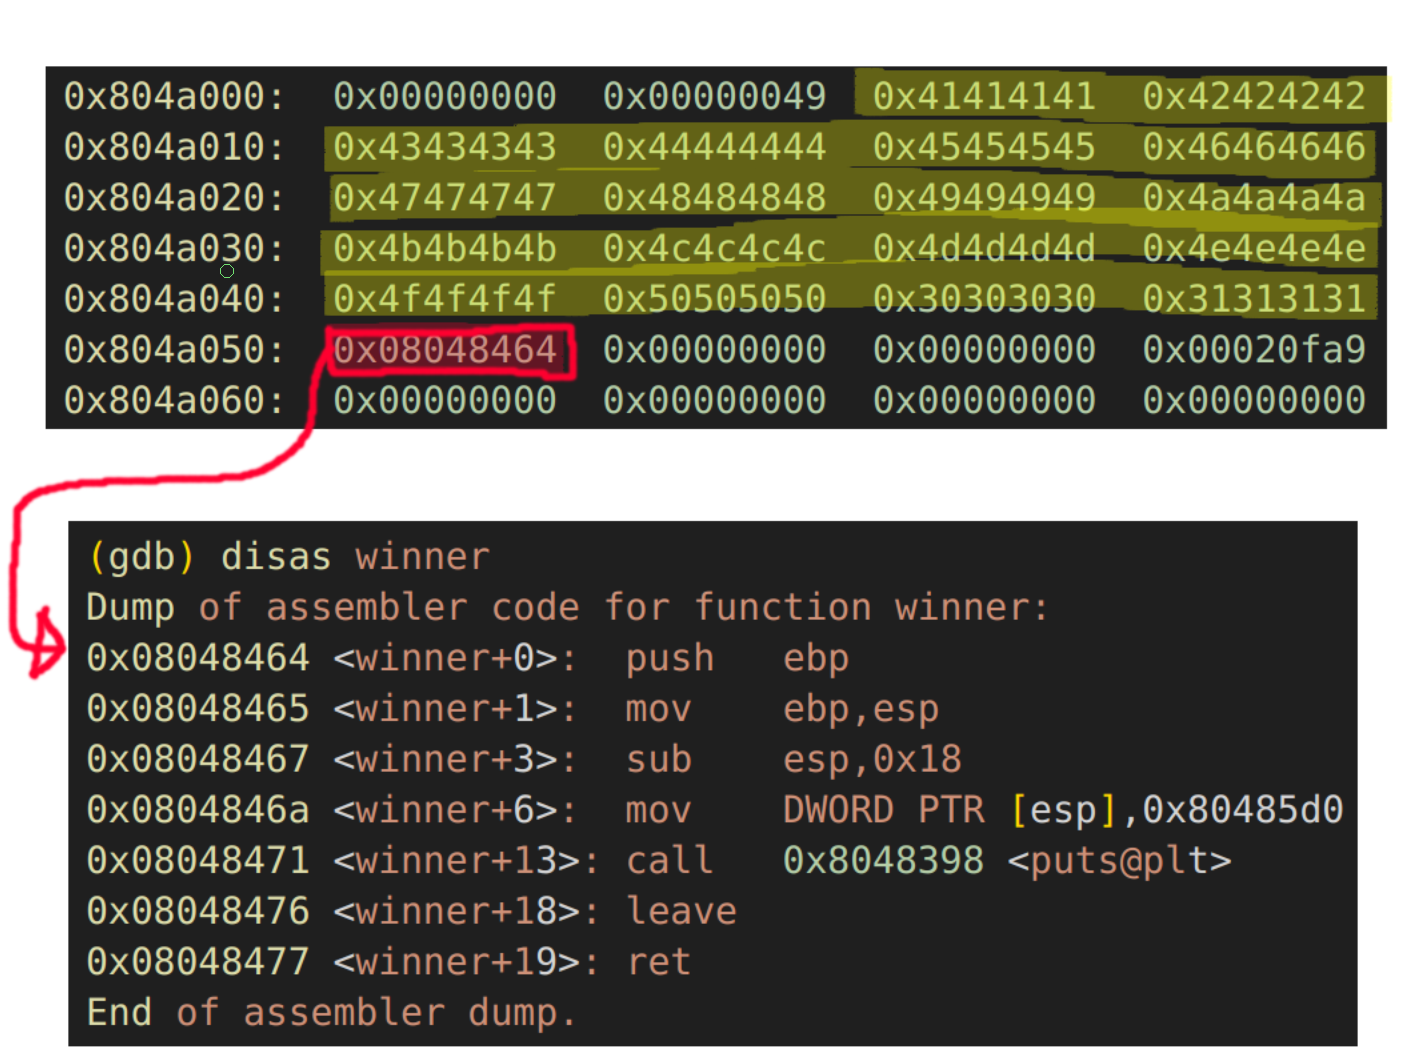 0x804a000: 0x00000000 0x00000049 0x41414141 0x42424242
0x804a010: 0x43434343 0x44444444 0x45454545 0x46464646
0x804a020: 0x47474747 0x48484848 0x49494949 0x4a4a4a4a
0x804a030: 0x4b4b4b4b 0x4c4c4c4c 0x4d4d4d4d 0x4e4e4e4e
0x804a040: 0x4f4f4f4f 0x50505050 0x30303030 0x31313131
0x804a050: 0x08048464 0x00000000 0x00000000 0x00020fa9
0x804a060: 0x00000000 0x00000000 0x00000000 0x00000000
(gdb) disas winner
Dump of assembler code for function winner:
0x08048464 <winner+0>: push ebp
0x08048465 <winner+1>: mov ebp,esp
0x08048467 <winner+3>: sub esp,0x18
0x0804846a <winner+6>: mov DWORD PTR [esp],0x80485d0
0x08048471 <winner+13>: call 0x8048398 <puts@plt>
0x08048476 <winner+18>: leave
0x08048477 <winner+19>: ret
End of assembler dump.